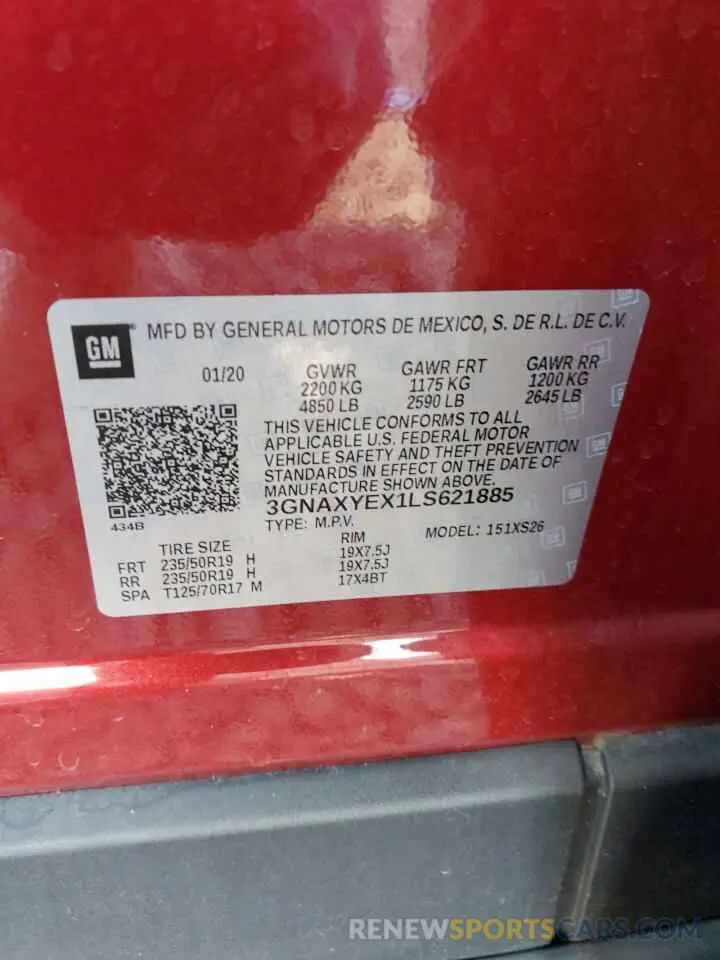 GM
MFD BY GENERAL MOTORS DE MEXICO, S. DE R.L. DE C.V.
01/20 GVWR GAWR FRT GAWR RR
2200 KG 1175 KG 1200 KG
4850 LB 2590 LB 2645 LB
THIS VEHICLE CONFORMS TO ALL
APPLICABLE U.S. FEDERAL MOTOR
VEHICLE SAFETY AND THEFT PREVENTION
STANDARDS IN EFFECT ON THE DATE OF
MANUFACTURE SHOWN ABOVE.
3GNAXYEX1LS621885
434B
TYPE: M.P.V. MODEL: 151XS26
TIRE SIZE RIM
FRT 235/50R19 H 19X7.5J
RR 235/50R19 H 19X7.5J
SPA T125/70R17 M 17X4BT
RENEWSPORTSCARS.COM